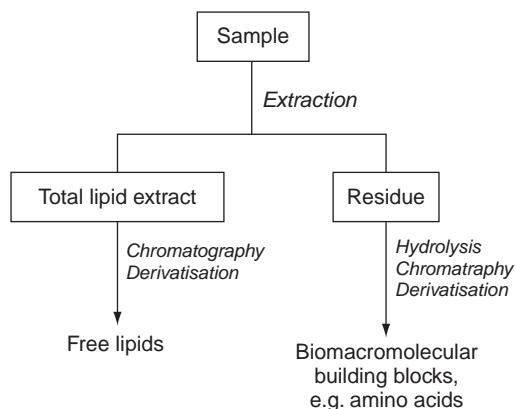 Sample
Extraction
Total lipid extract
Residue
Chromatography
Derivatisation
Hydrolysis
Chromatraphy
Derivatisation
Free lipids
Biomacromolecular
building blocks,
e.g. amino acids